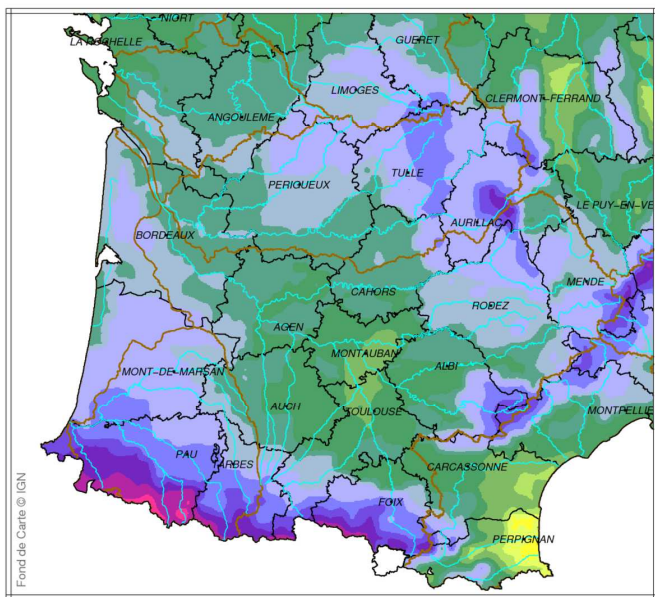 NIORT
LA ROCHELLE
GUERET
LIMOGES
CLERMONT-FERRAND
ANGOULEME
TULLE
PERIGUEUX
LE PUY-EN-VE
AURILLAC
BORDEAUX
MENDE
CAHORS
RODEZ
AGEN
MONTAUBAN
ALBI
MONT-DE-MARSAN
AUCH
TOULOUSE
MONTPELLIE
PAU
TARBES
CARCASSONNE
FOIX
PERPIGNAN
Fond de Carte © IGN